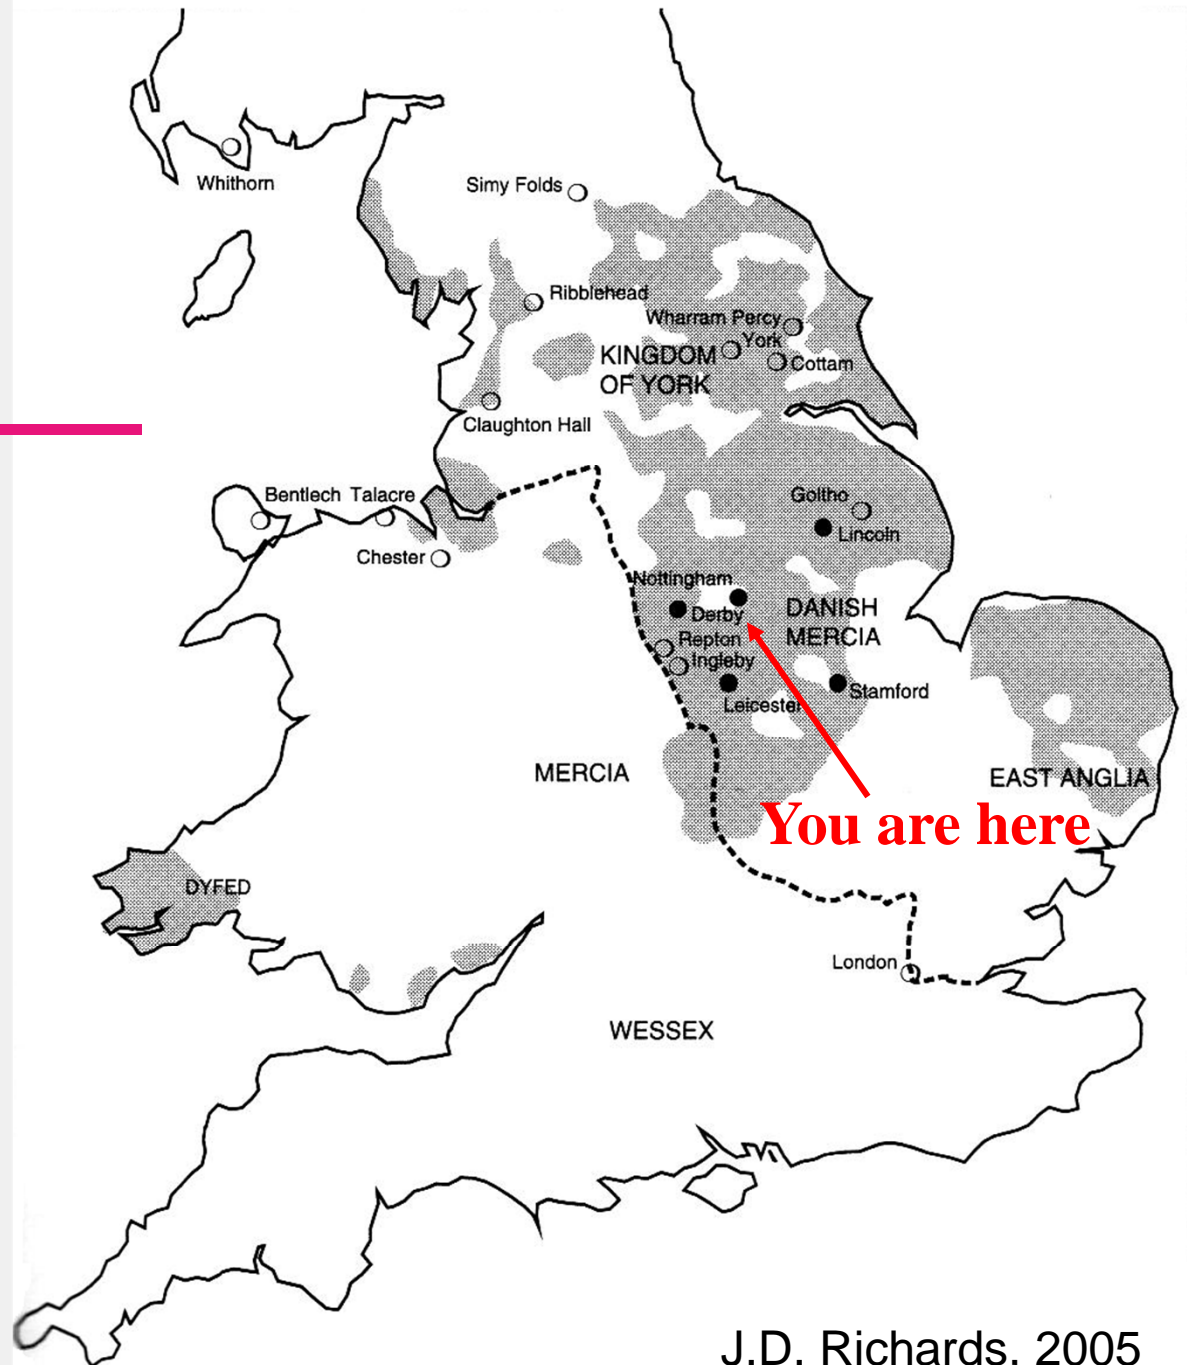 Whithorn
Simy Folds
Ribblehead
Wharram Percy
York
KINGDOM
OF YORK
Cottam
Claughton Hall
Bentlech Talacre
Goltho
Lincoln
Chester
Nottingham
Derby
DANISH
MERCIA
Repton
Ingleby
Leicester
Stamford
MERCIA
EAST ANGLIA
You are here
DYFED
London
WESSEX
J.D. Richards, 2005